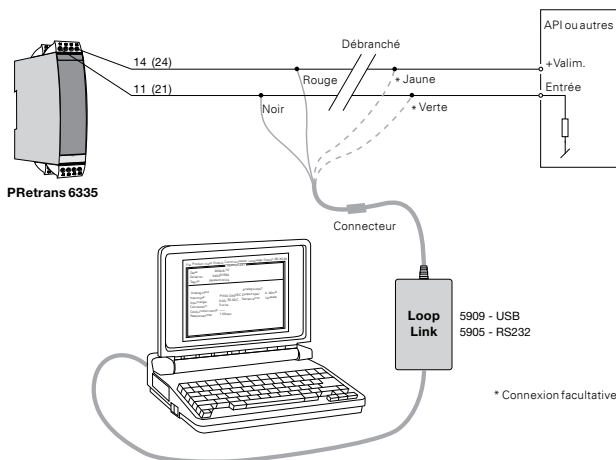 API ou autres
Débranché
14 (24)
+Valim.
Rouge
* Jaune
Entrée
11 (21)
Noir
* Verte
PRetrans 6335
Connecteur
Loop
Link
5909 - USB
5905 - RS232
* Connexion facultative